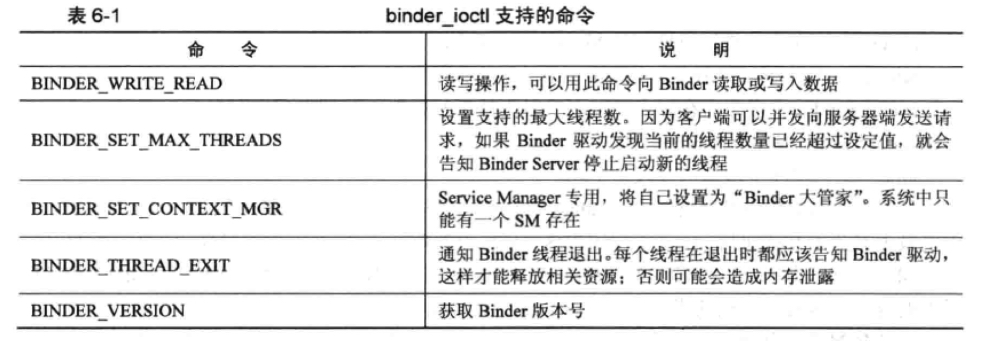 表 6-1 binder_ioctl 支持的命令
命 令 说 明
BINDER_WRITE_READ 读写操作，可以用此命令向 Binder 读取或写入数据
BINDER_SET_MAX_THREADS 设置支持的最大线程数。因为客户端可以并发向服务器端发送请
求，如果 Binder 驱动发现当前的线程数量已经超过设定值，就会
告知 Binder Server 停止启动新的线程
BINDER_SET_CONTEXT_MGR Service Manager 专用，将自己设置为“Binder 大管家”。系统中只
能有一个 SM 存在
BINDER_THREAD_EXIT 通知 Binder 线程退出。每个线程在退出时都应该告知 Binder 驱动，
这样才能释放相关资源；否则可能会造成内存泄露
BINDER_VERSION 获取 Binder 版本号